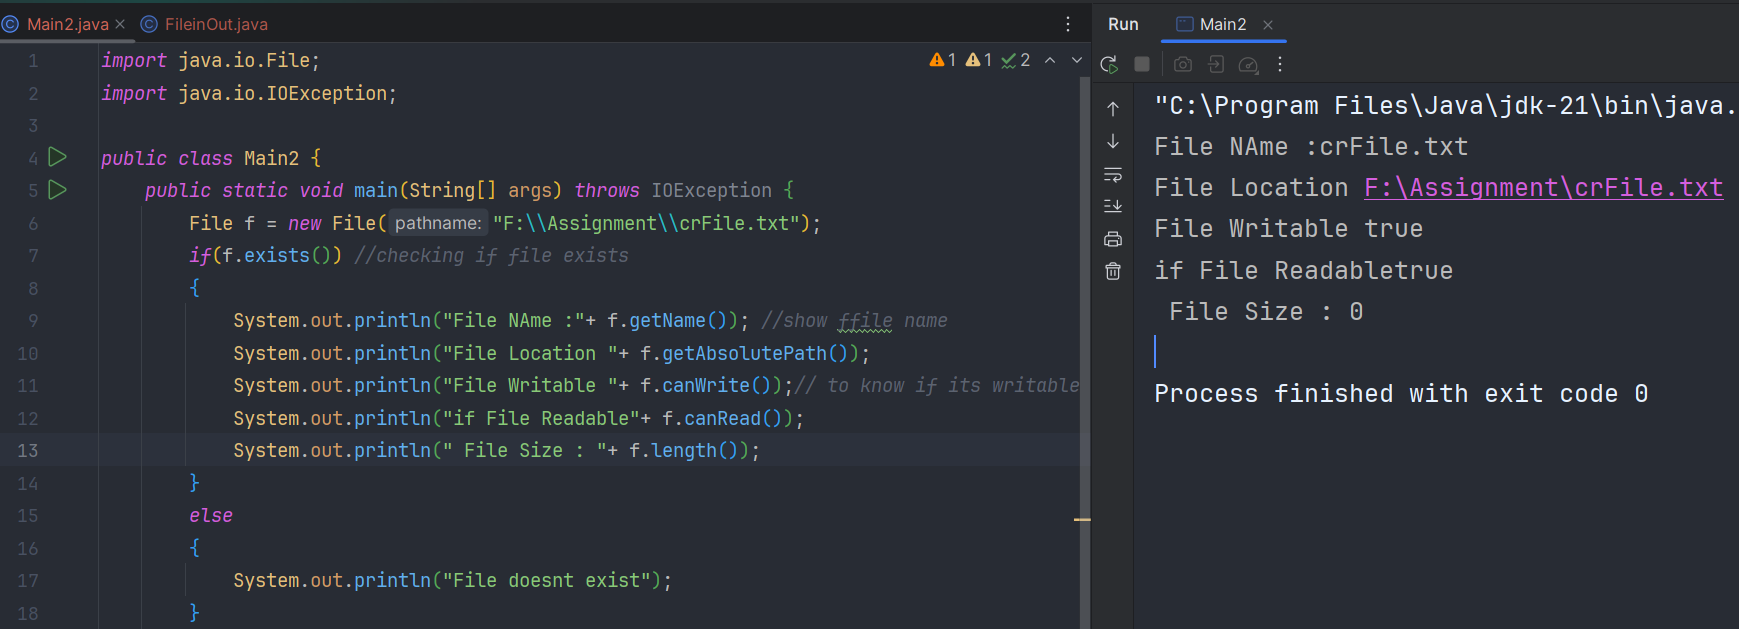 Main2.java FileinOut.java
Run Main2
1 import java.io.File; 1 1 2
2 import java.io.IOException;
3
4 public class Main2 {
5 public static void main(String[] args) throws IOException {
6 File f = new File( pathname: "F:\\Assignment\\crFile.txt");
7 if(f.exists()) //checking if file exists
8 {
9 System.out.println("File NAme :"+ f.getName()); //show ffile name
10 System.out.println("File Location "+ f.getAbsolutePath());
11 System.out.println("File Writable "+ f.canWrite());// to know if its writable
12 System.out.println("if File Readable"+ f.canRead());
13 System.out.println(" File Size : "+ f.length());
14 }
15 else
16 {
17 System.out.println("File doesnt exist");
18 }
"C:\Program Files\Java\jdk-21\bin\java.
File NAme :crFile.txt
File Location F:\Assignment\crFile.txt
File Writable true
if File Readabletrue
File Size : 0
Process finished with exit code 0